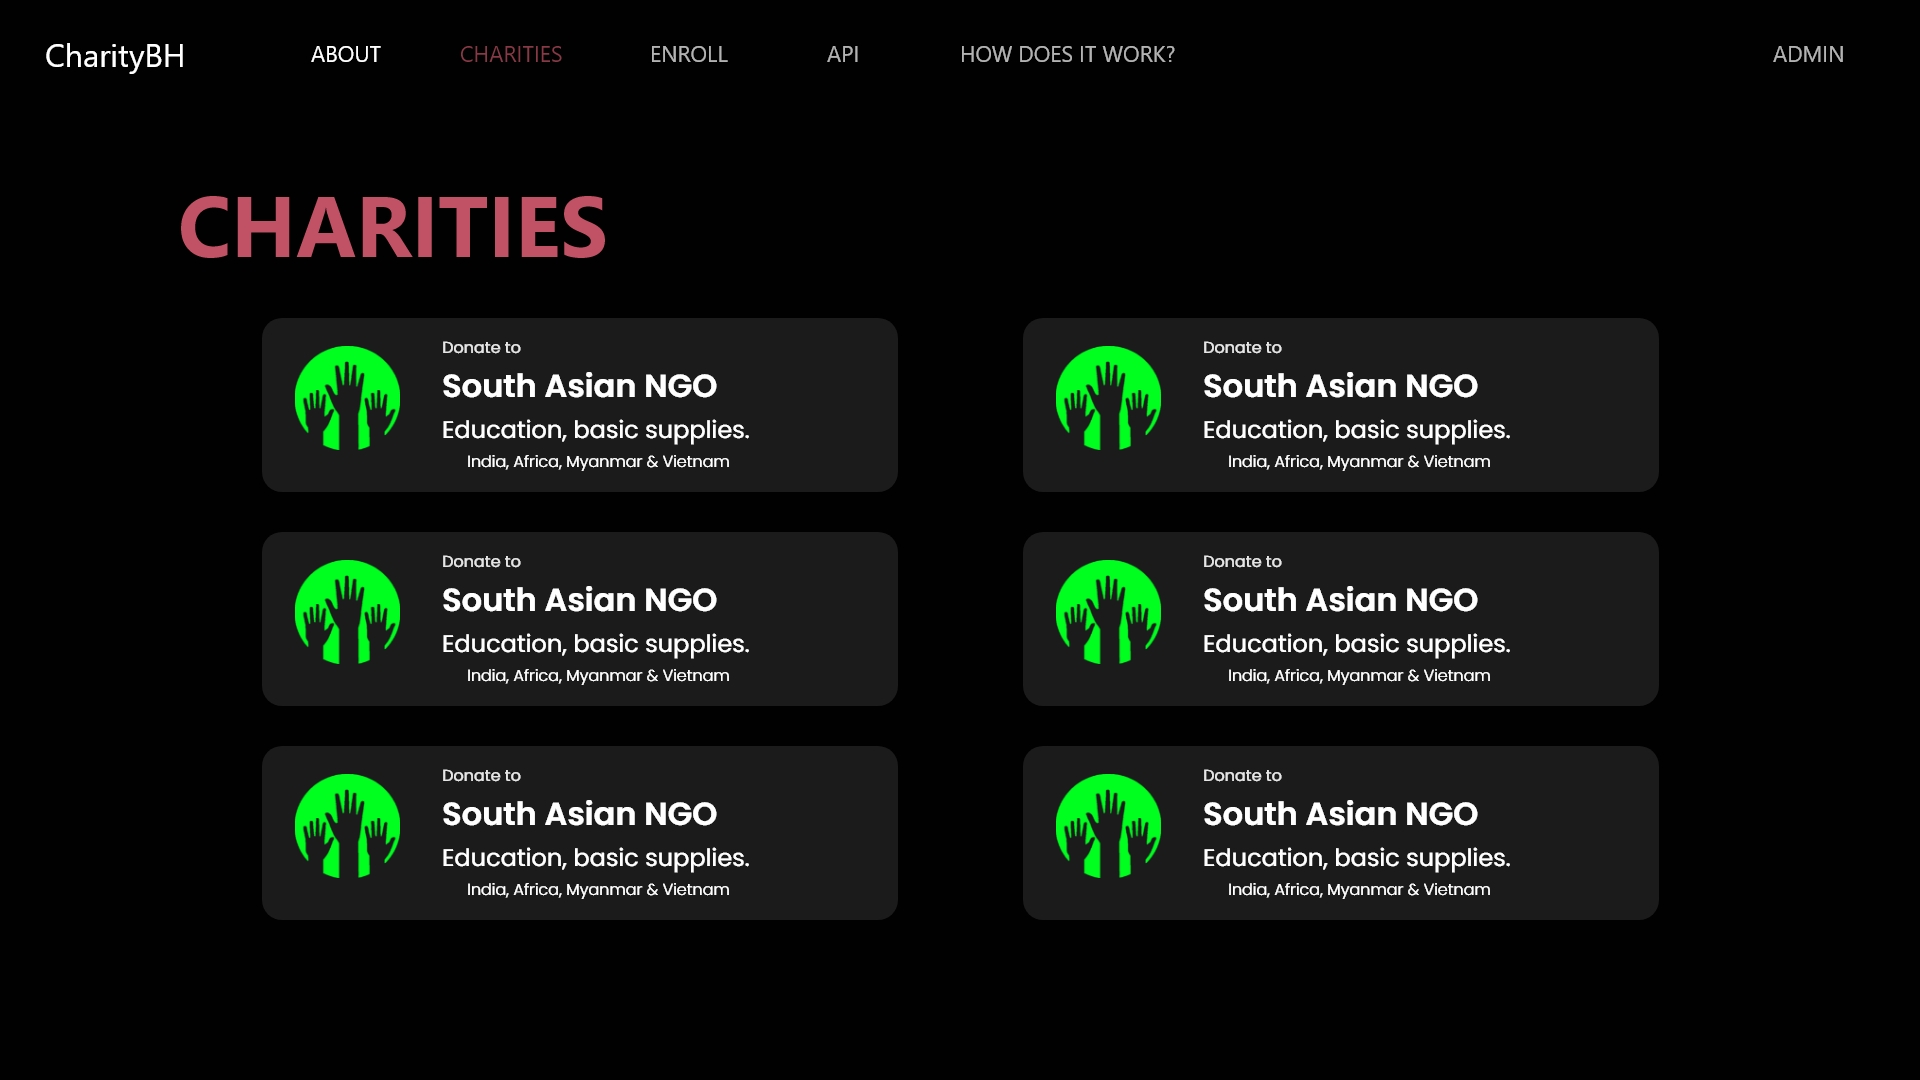 CharityBH ABOUT CHARITIES ENROLL API HOW DOES IT WORK? ADMIN
CHARITIES
Donate to
South Asian NGO
Education, basic supplies.
India, Africa, Myanmar & Vietnam
Donate to
South Asian NGO
Education, basic supplies.
India, Africa, Myanmar & Vietnam
Donate to
South Asian NGO
Education, basic supplies.
India, Africa, Myanmar & Vietnam
Donate to
South Asian NGO
Education, basic supplies.
India, Africa, Myanmar & Vietnam
Donate to
South Asian NGO
Education, basic supplies.
India, Africa, Myanmar & Vietnam
Donate to
South Asian NGO
Education, basic supplies.
India, Africa, Myanmar & Vietnam